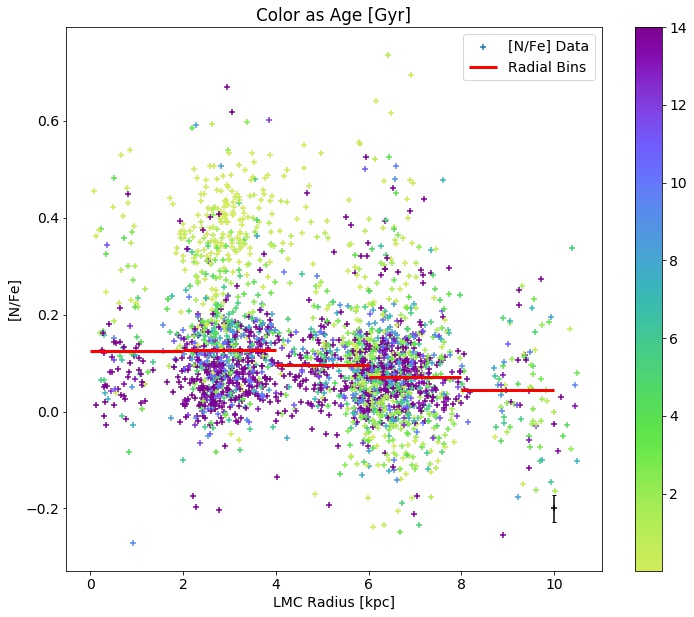 Color as Age [Gyr]
[N/Fe] Data
Radial Bins
[N/Fe]
0.6
0.4
0.2
0.0
−0.2
0 2 4 6 8 10
LMC Radius [kpc]
14
12
10
8
6
4
2